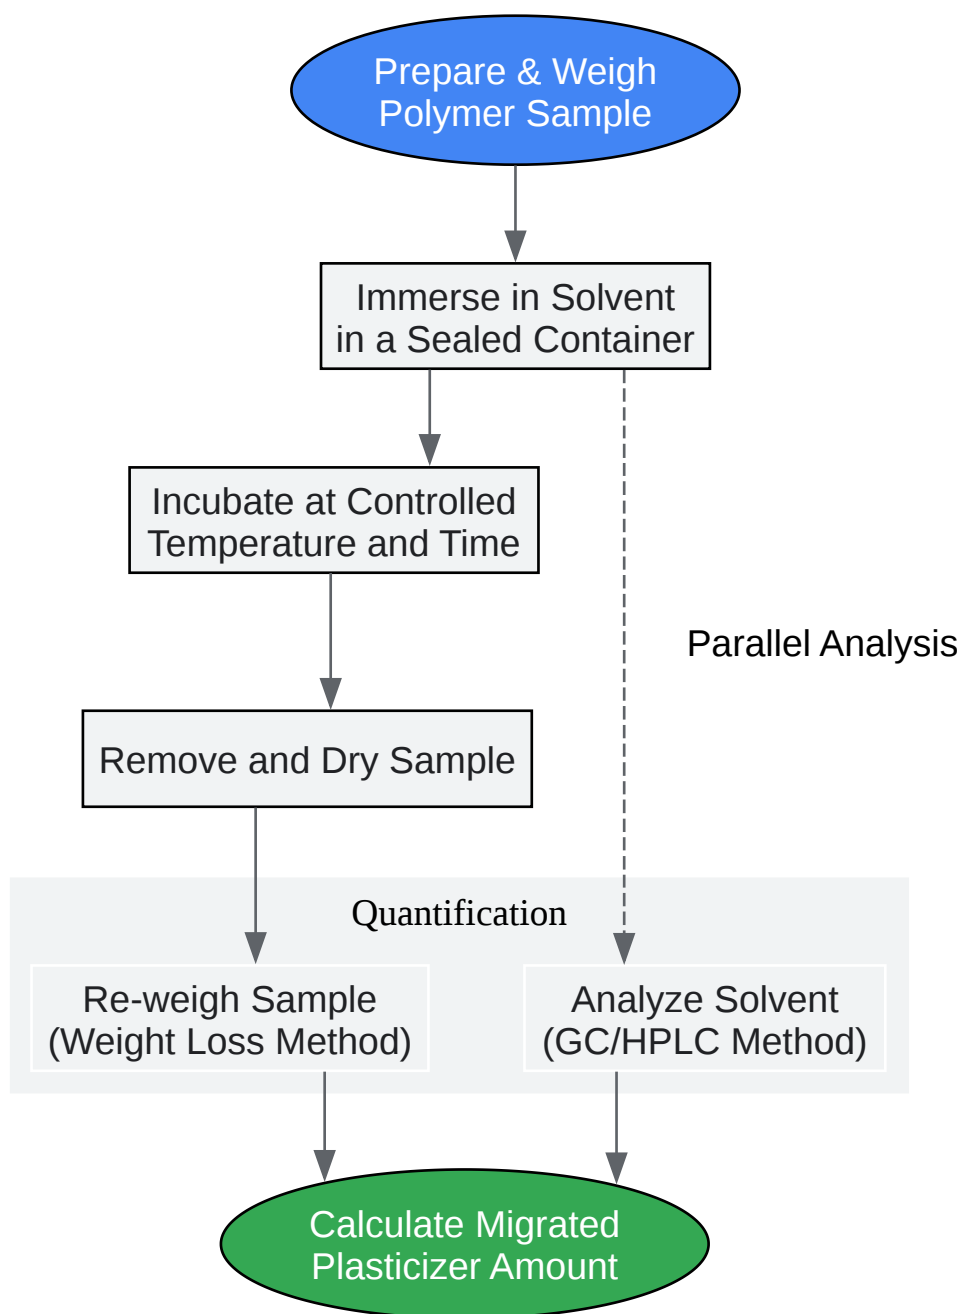 Prepare & Weigh
Polymer Sample
Immerse in Solvent
in a Sealed Container
Incubate at Controlled
Temperature and Time
Parallel Analysis
Remove and Dry Sample
Quantification
Re-weigh Sample
(Weight Loss Method)
Analyze Solvent
(GC/HPLC Method)
Calculate Migrated
Plasticizer Amount